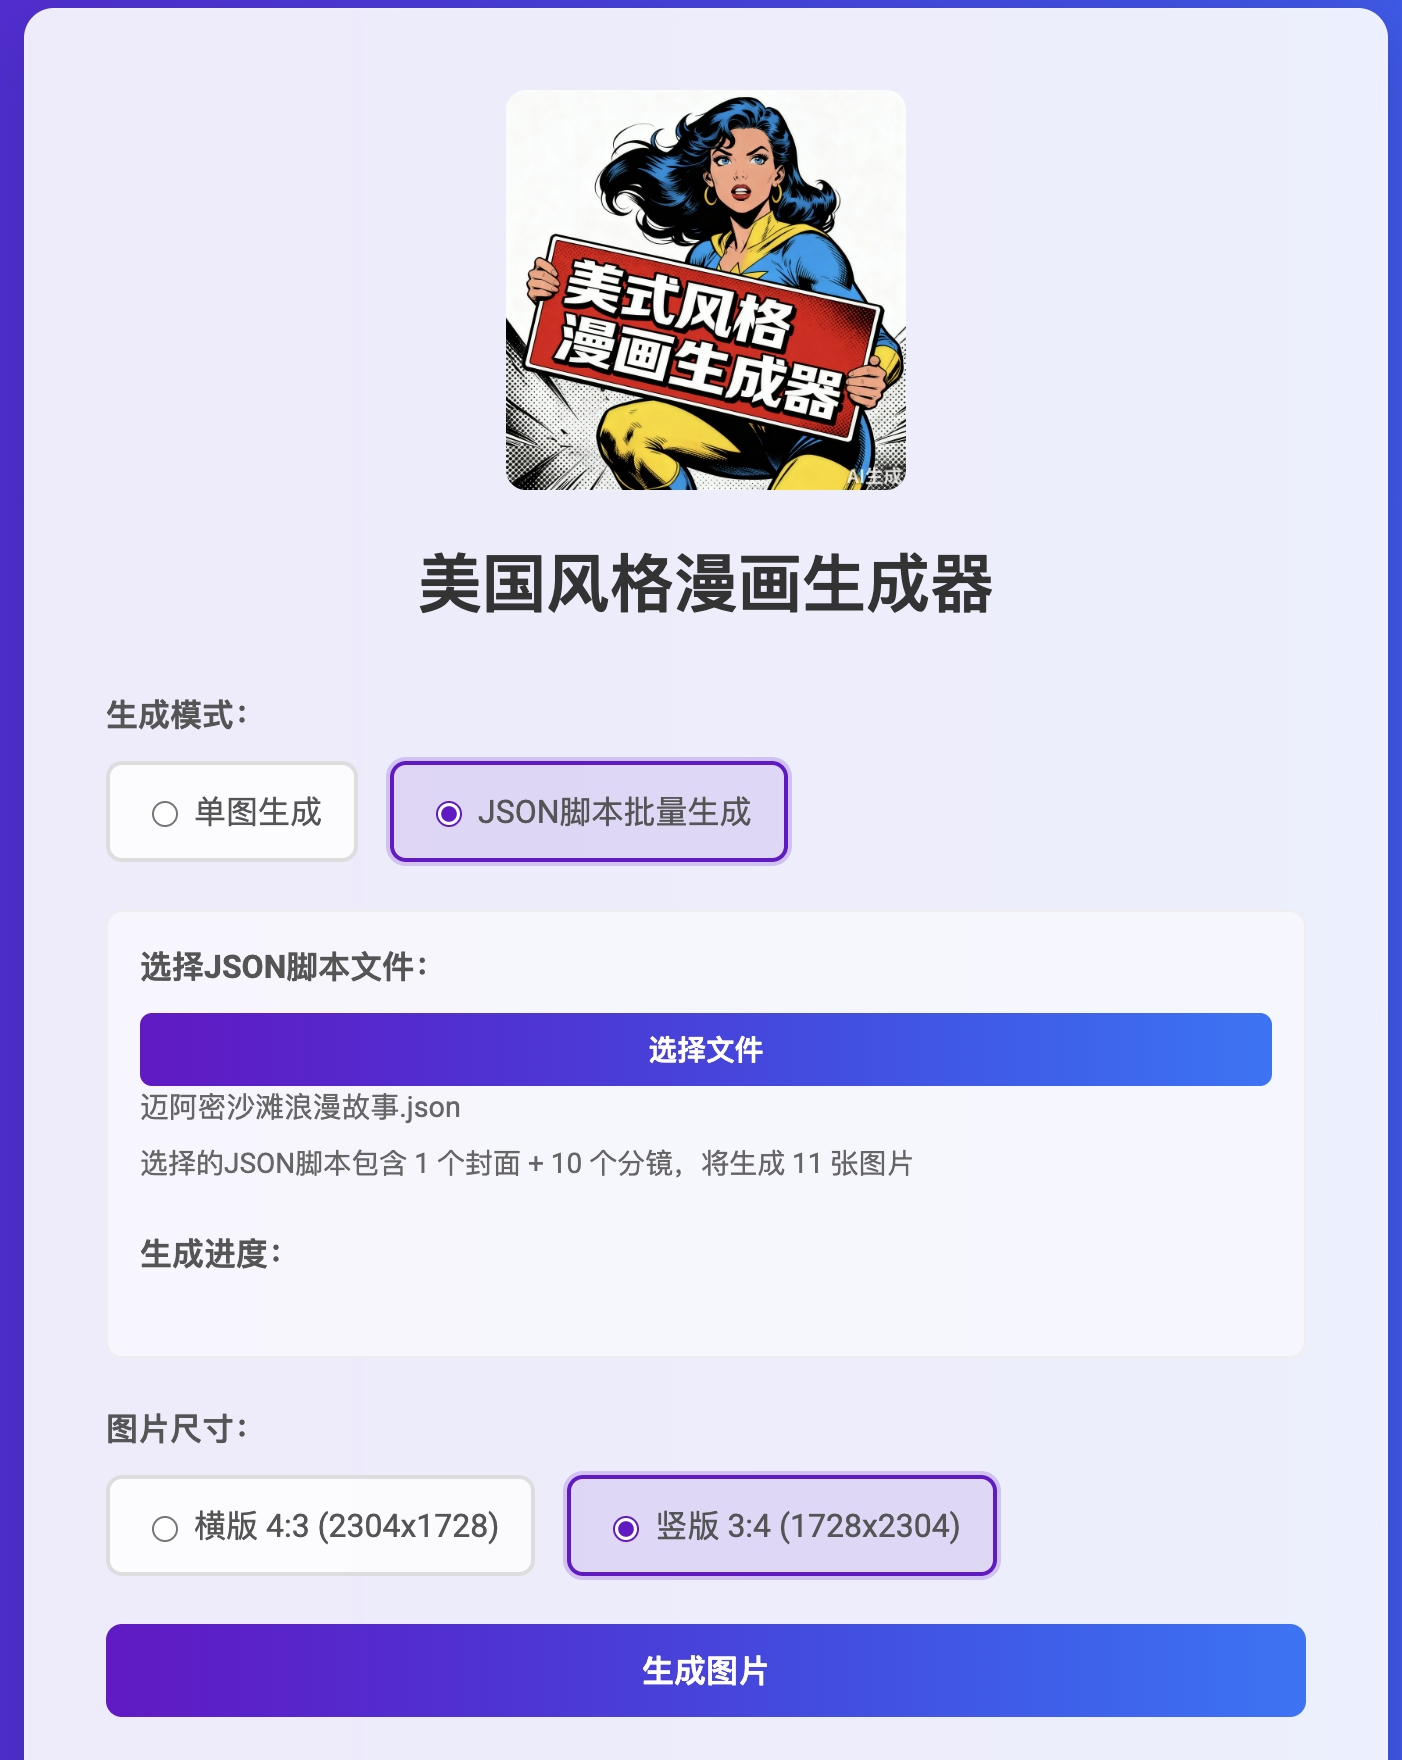 美式风格
漫画生成器
AI生成
美国风格漫画生成器
生成模式：
单图生成
JSON脚本批量生成
选择JSON脚本文件：
选择文件
迈阿密沙滩浪漫故事.json
选择的JSON脚本包含 1 个封面 + 10 个分镜，将生成 11 张图片
生成进度：
图片尺寸：
横版 4:3 (2304x1728)
竖版 3:4 (1728x2304)
生成图片